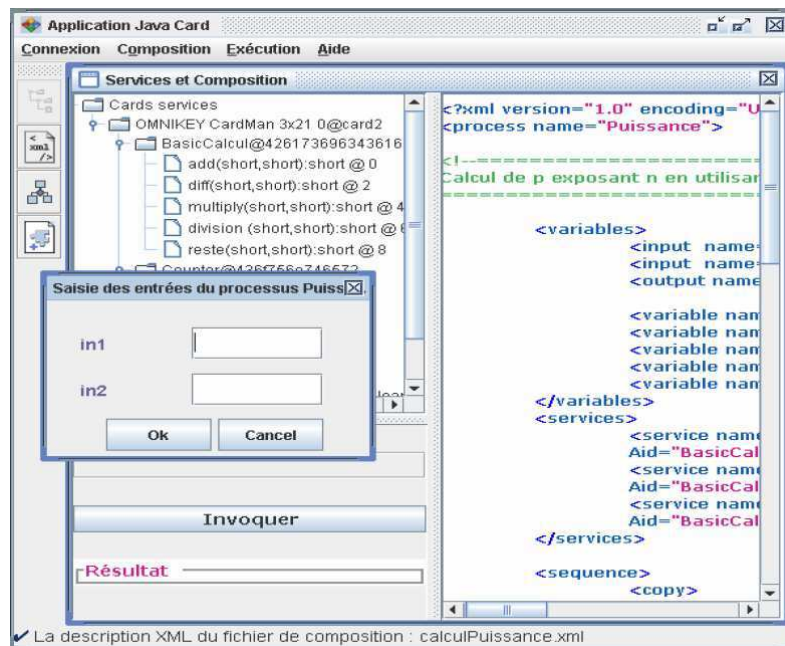 Application Java Card
Connexion Composition Exécution Aide
Services et Composition
Cards services
OMNIKEY CardMan 3x21 0@card2
BasicCalcul@426173696343616
add(short,short):short @ 0
diff(short,short):short @ 2
multiply(short,short):short @ 4
division (short,short):short @ 6
reste(short,short):short @ 8
Saisie des entrées du processus Puiss
in1
in2
Ok Cancel
Invoquer
Résultat
<?xml version="1.0" encoding="U
<process name="Puissance">
<!--==========================
Calcul de p exposant n en utilisar
==========================
<variables>
<input name=
<input name=
<output name
<variable nam
<variable nam
<variable nam
<variable nam
<variable nam
</variables>
<services>
<service name
Aid="BasicCal
<service name
Aid="BasicCal
<service name
Aid="BasicCal
</services>
<sequence>
<copy>
La description XML du fichier de composition : calculPuissance.xml
xml